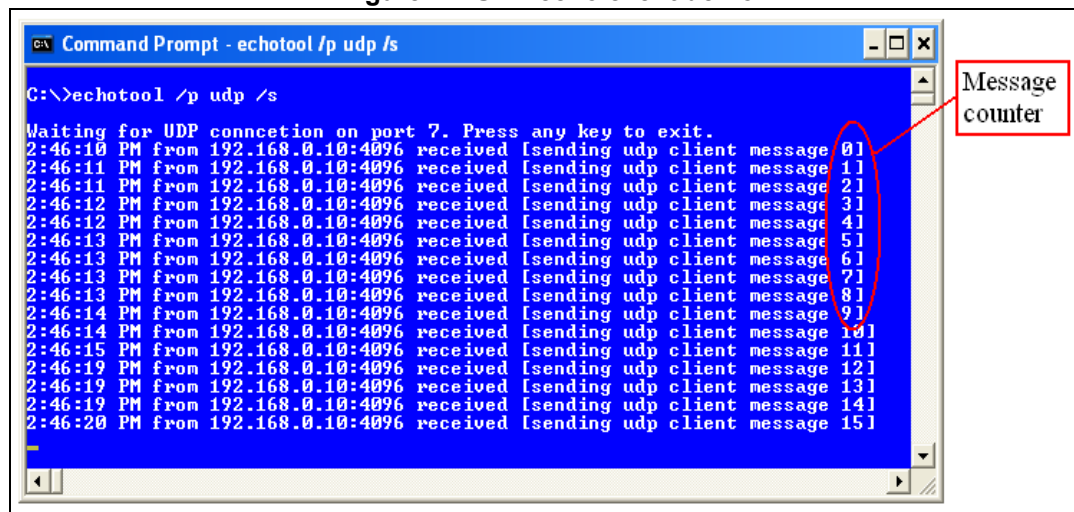 Command Prompt - echotool /p udp /s
C:\>echotool /p udp /s
Waiting for UDP conncetion on port 7. Press any key to exit.
2:46:10 PM from 192.168.0.10:4096 received [sending udp client message 0]
2:46:11 PM from 192.168.0.10:4096 received [sending udp client message 1]
2:46:11 PM from 192.168.0.10:4096 received [sending udp client message 2]
2:46:12 PM from 192.168.0.10:4096 received [sending udp client message 3]
2:46:12 PM from 192.168.0.10:4096 received [sending udp client message 4]
2:46:13 PM from 192.168.0.10:4096 received [sending udp client message 5]
2:46:13 PM from 192.168.0.10:4096 received [sending udp client message 6]
2:46:13 PM from 192.168.0.10:4096 received [sending udp client message 7]
2:46:13 PM from 192.168.0.10:4096 received [sending udp client message 8]
2:46:14 PM from 192.168.0.10:4096 received [sending udp client message 9]
2:46:14 PM from 192.168.0.10:4096 received [sending udp client message 10]
2:46:15 PM from 192.168.0.10:4096 received [sending udp client message 11]
2:46:19 PM from 192.168.0.10:4096 received [sending udp client message 12]
2:46:19 PM from 192.168.0.10:4096 received [sending udp client message 13]
2:46:19 PM from 192.168.0.10:4096 received [sending udp client message 14]
2:46:20 PM from 192.168.0.10:4096 received [sending udp client message 15]
Message
counter